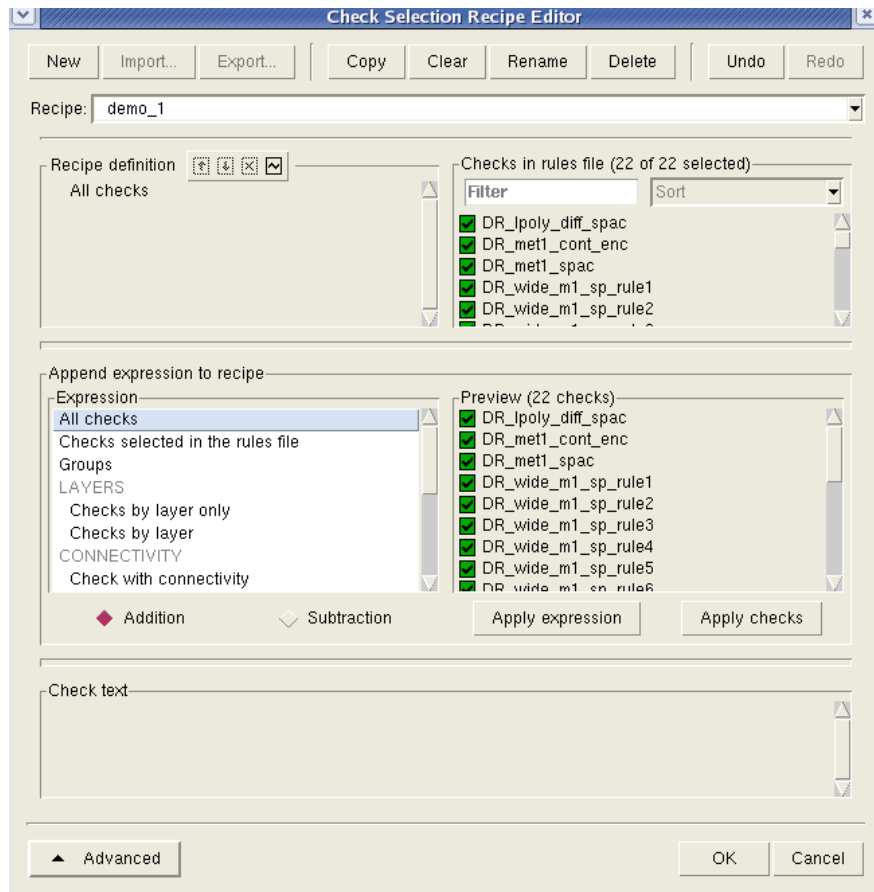 Check Selection Recipe Editor
New Import... Export... Copy Clear Rename Delete Undo Redo
Recipe: demo_1
Recipe definition
All checks
Checks in rules file (22 of 22 selected)
Filter Sort
DR_lpoly_diff_spac
DR_met1_cont_enc
DR_met1_spac
DR_wide_m1_sp_rule1
DR_wide_m1_sp_rule2
Append expression to recipe
Expression
All checks
Checks selected in the rules file
Groups
LAYERS
Checks by layer only
Checks by layer
CONNECTIVITY
Check with connectivity
Preview (22 checks)
DR_lpoly_diff_spac
DR_met1_cont_enc
DR_met1_spac
DR_wide_m1_sp_rule1
DR_wide_m1_sp_rule2
DR_wide_m1_sp_rule3
DR_wide_m1_sp_rule4
DR_wide_m1_sp_rule5
DR_wide_m1_sp_rule6
Addition Subtraction Apply expression Apply checks
Check text
Advanced OK Cancel